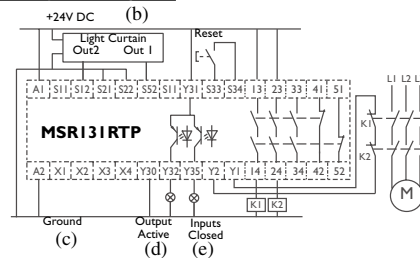 (b)
+24V DC
Light Curtain
Out2 Out 1
Reset
A1 S11 S12 S21 S22 S52 S11 Y31 S33 S34 13 23 33 41 51
L1 L2 L
K1
MSR131RTP
K2
A2 X1 X2 X3 X4 Y30 Y32 Y35 Y2 Y1 14 24 34 42 52
K1 K2
M
Ground
Output
Active
Inputs
Closed
(c)
(d)
(e)